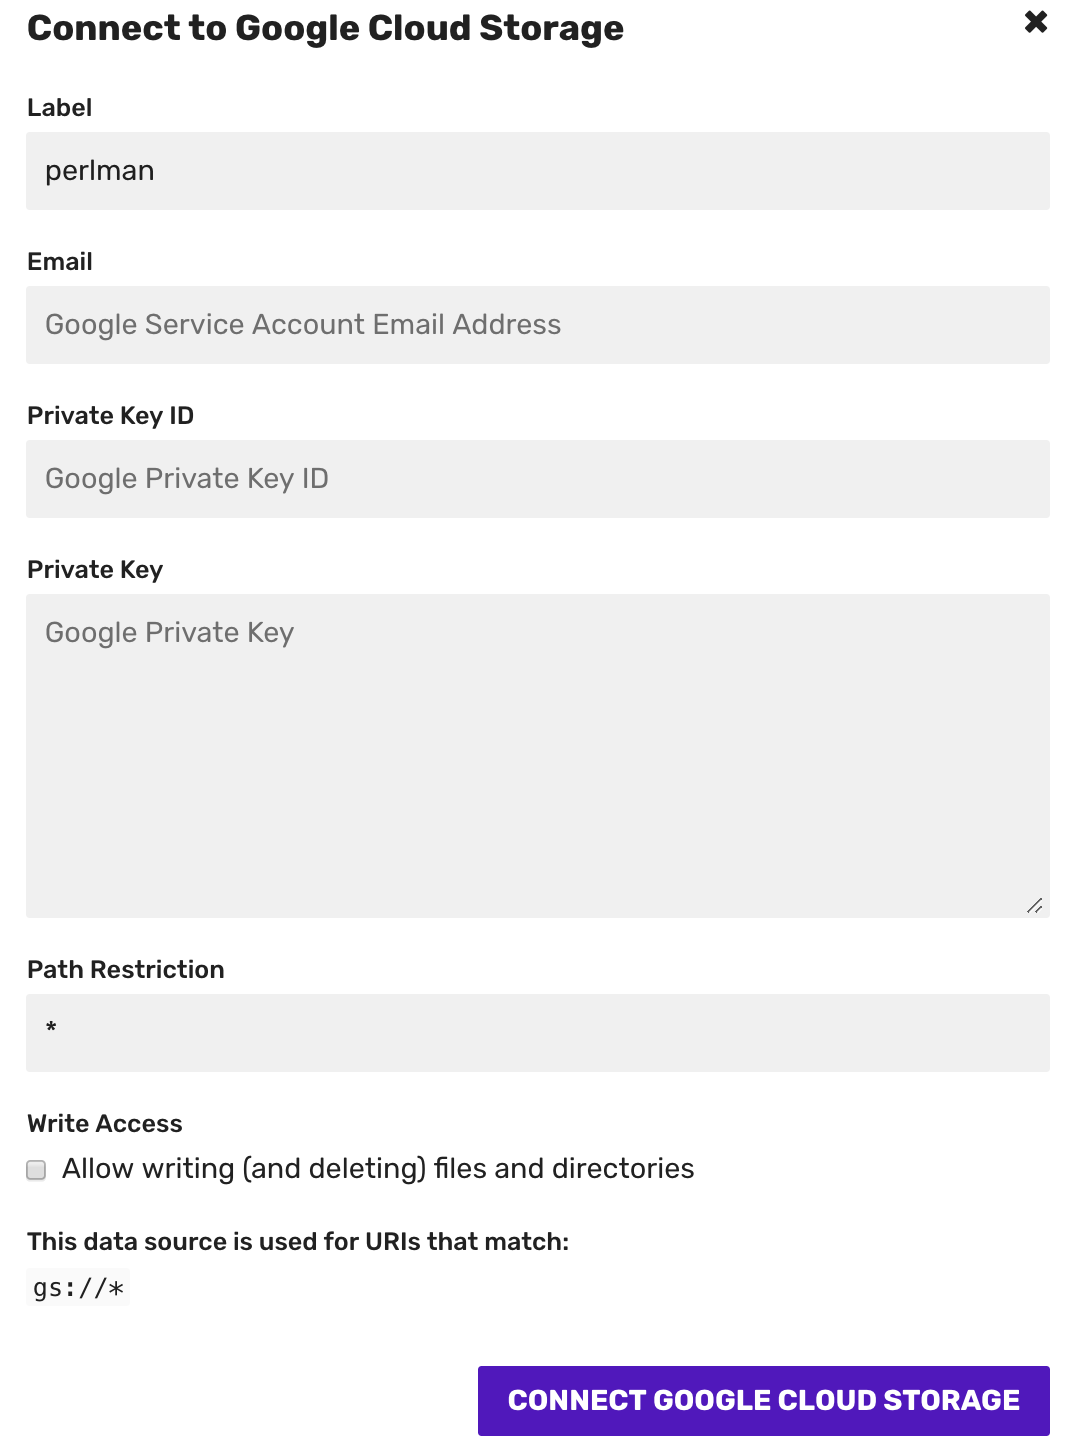 Connect to Google Cloud Storage
Label
perlman
Email
Google Service Account Email Address
Private Key ID
Google Private Key ID
Private Key
Google Private Key
Path Restriction
*
Write Access
Allow writing (and deleting) files and directories
This data source is used for URIs that match:
gs://*
CONNECT GOOGLE CLOUD STORAGE